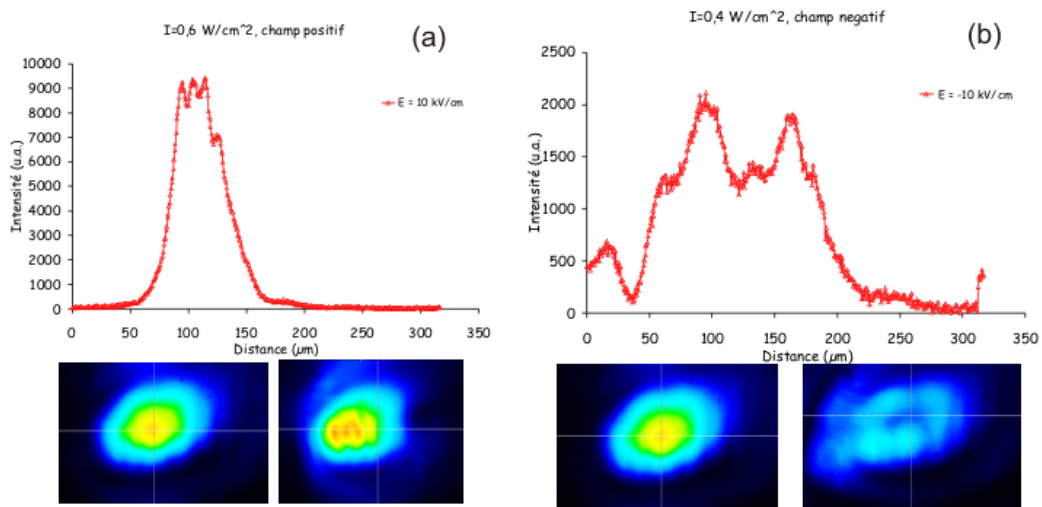 I=0,6 W/cm^2, champ positif
(a)
10000
9000
8000
7000
6000
5000
4000
3000
2000
1000
0
Intensité (u.a.)
E = 10 kV/cm
0 50 100 150 200 250 300 350
Distance (µm)
I=0,4 W/cm^2, champ negatif
(b)
2500
2000
1500
1000
500
0
Intensité (u.a.)
E = -10 kV/cm
0 50 100 150 200 250 300 350
Distance (µm)